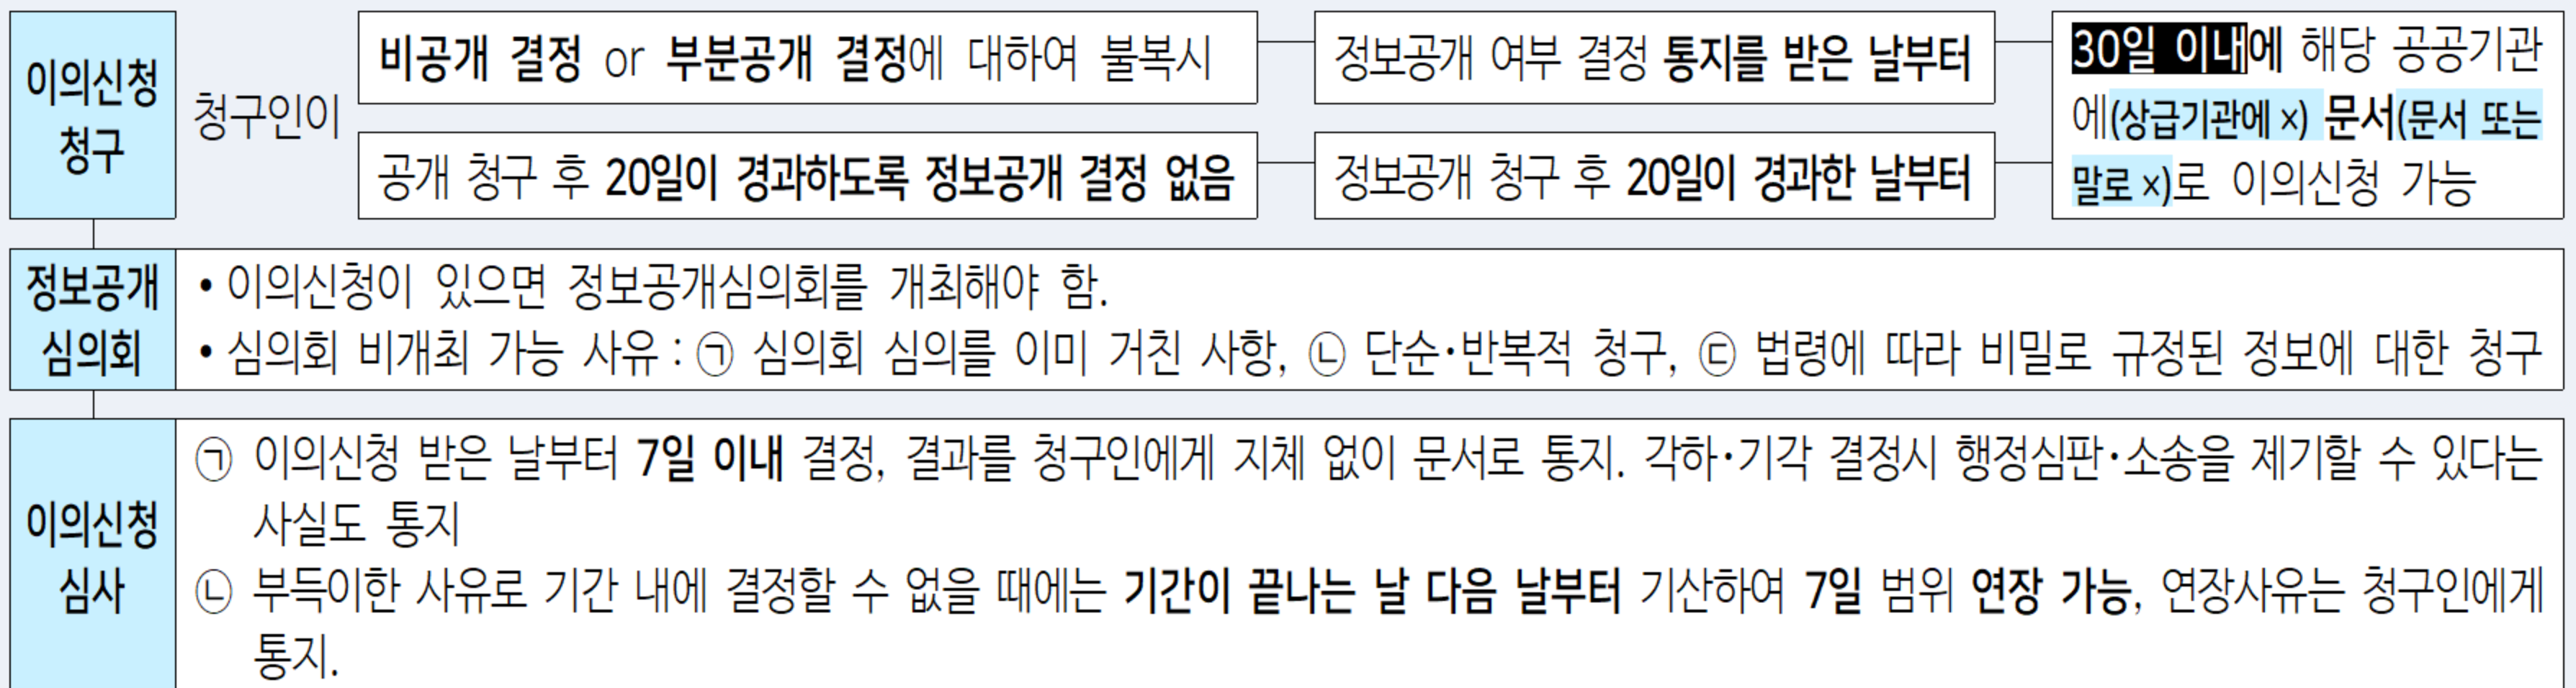 이의신청
청구
청구인이
비공개 결정 or 부분공개 결정에 대하여 불복시
정보공개 여부 결정 통지를 받은 날부터
공개 청구 후 20일이 경과하도록 정보공개 결정 없음
정보공개 청구 후 20일이 경과한 날부터
30일 이내에 해당 공공기관
에(상급기관에 ×) 문서(문서 또는
말로 ×)로 이의신청 가능
정보공개
심의회
• 이의신청이 있으면 정보공개심의회를 개최해야 함.
• 심의회 비개최 가능 사유 : ㉠ 심의회 심의를 이미 거친 사항, ㉡ 단순·반복적 청구, ㉢ 법령에 따라 비밀로 규정된 정보에 대한 청구
이의신청
심사
㉠ 이의신청 받은 날부터 7일 이내 결정, 결과를 청구인에게 지체 없이 문서로 통지. 각하·기각 결정시 행정심판·소송을 제기할 수 있다는
사실도 통지
㉡ 부득이한 사유로 기간 내에 결정할 수 없을 때에는 기간이 끝나는 날 다음 날부터 기산하여 7일 범위 연장 가능, 연장사유는 청구인에게
통지.